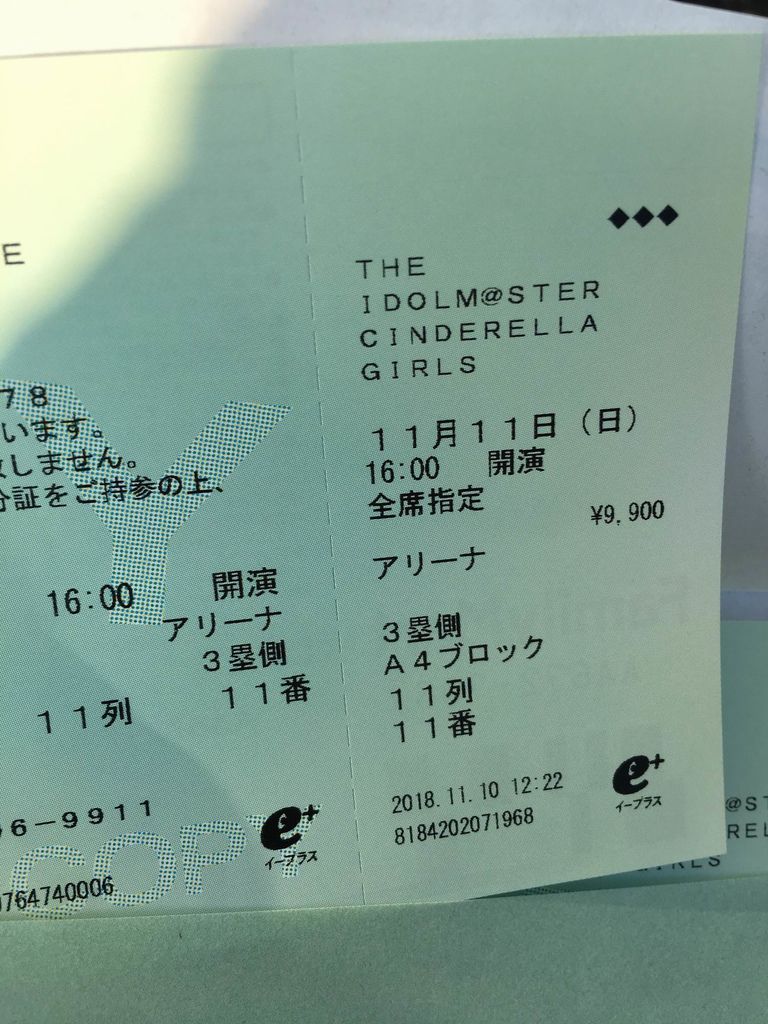 E
78
います。
しません。
分証をご持参の上、
16:00 開演
アリーナ
3塁側
11列 11番
6-9911
e+
イープラス
764740006
COPY
◆◆◆
THE
IDOLM@STER
CINDERELLA
GIRLS
11月11日（日）
16:00 開演
全席指定
¥9,900
アリーナ
3塁側
A4ブロック
11列
11番
2018.11.10 12:22
8184202071968
e+
イープラス
@ST
REL
GIRLS